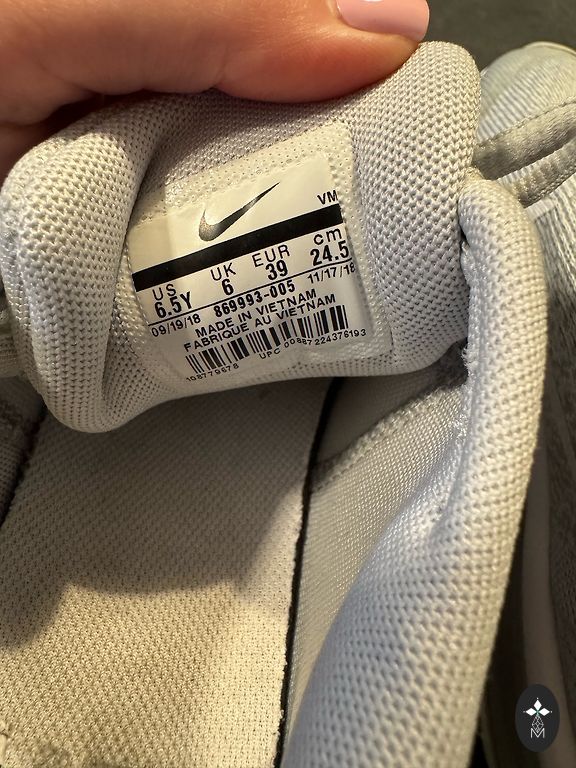 VM
US UK EUR cm
6.5Y 6 39 24.5
09/19/18 869993-005 11/17/18
MADE IN VIETNAM
FABRIQUE AU VIETNAM
108779678 UPC 00887224376193
M